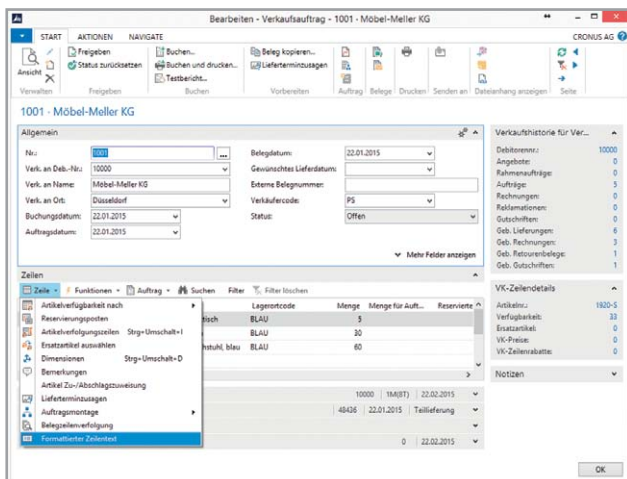 Bearbeiten - Verkaufsauftrag - 1001 · Möbel-Meller KG
START AKTIONEN NAVIGATE CRONUS AG
Ansicht
Freigeben
Status zurücksetzen
Buchen...
Buchen und drucken...
Testbericht...
Beleg kopieren...
Lieferterminzusagen
Verwalten Freigeben Buchen Vorbereiten Auftrag Belege Drucken Senden an Dateianhang anzeigen Seite
1001 · Möbel-Meller KG
Allgemein
Nr.: 1001 ...
Verk. an Deb.-Nr.: 10000
Verk. an Name: Möbel-Meller KG
Verk. an Ort: Düsseldorf
Buchungsdatum: 22.01.2015
Auftragsdatum: 22.01.2015
Belegdatum: 22.01.2015
Gewünschtes Lieferdatum:
Externe Belegnummer:
Verkäufercode: PS
Status: Offen
Mehr Felder anzeigen
Zeilen
Zeile Funktionen Auftrag Suchen Filter Filter löschen
Lagerortcode Menge Menge für Auft... Reservierte
tisch BLAU 5
BLAU 30
hstuhl, blau BLAU 60
Artikelverfügbarkeit nach
Reservierungsposten
Artikelverfolgungszeilen Strg+Umschalt+I
Ersatzartikel auswählen
Dimensionen Strg+Umschalt+D
Bemerkungen
Artikel Zu-/Abschlagszuweisung
Lieferterminzusagen
Auftragsmontage
Belegzeilenverfolgung
Formattierter Zeilentext
10000 1M(8T) 22.02.2015
48436 22.01.2015 Teillieferung
0 22.02.2015
Verkaufshistorie für Ver...
Debitorennr.: 10000
Angebote: 0
Rahmenaufträge: 0
Aufträge: 5
Rechnungen: 0
Reklamationen: 0
Gutschriften: 0
Geb. Lieferungen: 6
Geb. Rechnungen: 3
Geb. Retourenbelege: 1
Geb. Gutschriften: 1
VK-Zeilendetails
Artikelnr.: 1920-S
Verfügbarkeit: 33
Ersatzartikel: 0
VK-Preise: 0
VK-Zeilenrabatte: 0
Notizen
OK